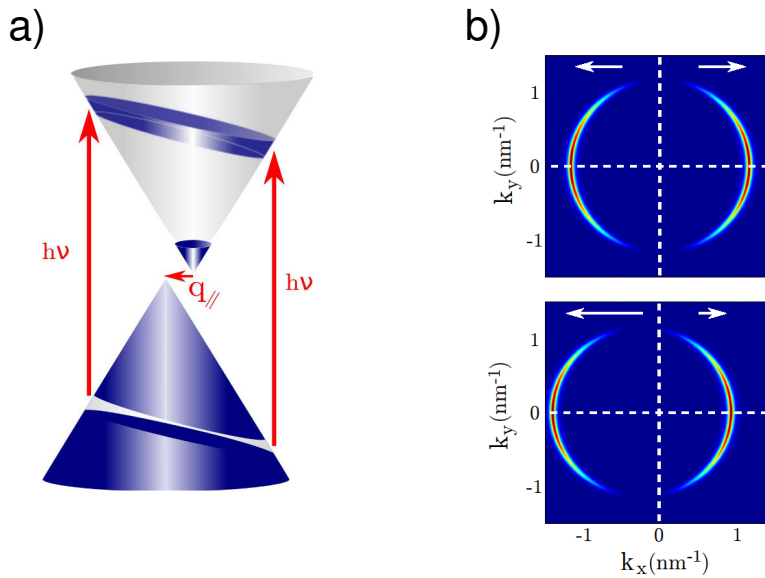 a)
hν
hν
q//
b)
ky(nm-1)
1
0
-1
ky(nm-1)
1
0
-1
-1 0 1
kx(nm-1)